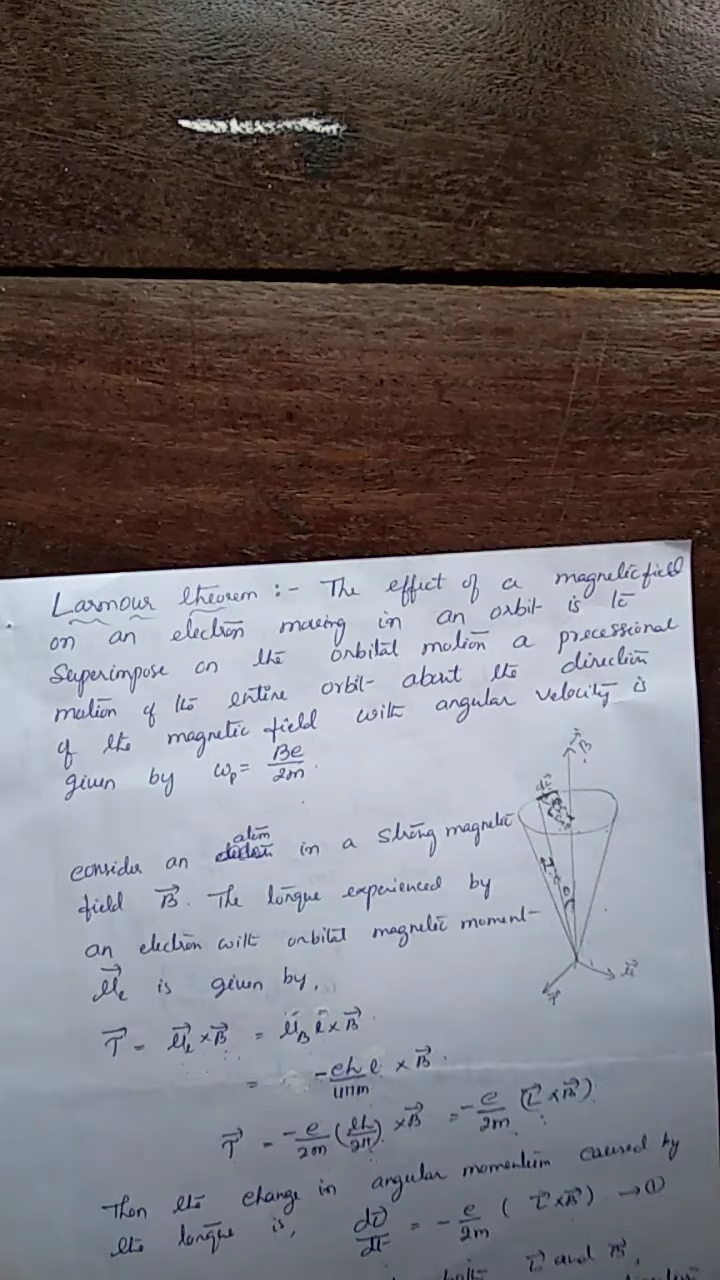 Larmour theorem :- The effect of a magnetic field
on an electron moving in an orbit is to
Superimpose on the orbital motion a precessional
motion of the entire orbit about the direction
of the magnetic field with angular velocity is
given by ωp = Be/2m.
consider an atom in a strong magnetic
field B⃗. The torque experienced by
an electron with orbital magnetic moment
μ⃗l is given by,
τ⃗ = μ⃗l × B⃗ = μB l × B⃗.
= -ehl/4πm × B⃗.
τ⃗ = -e/2m (lh/2π) × B⃗ = -e/2m (L⃗ × B⃗).
Then the change in angular momentum caused by
the torque is, dL⃗/dt = -e/2m (L⃗ × B⃗) → ①
both L⃗ and B⃗,
B⃗